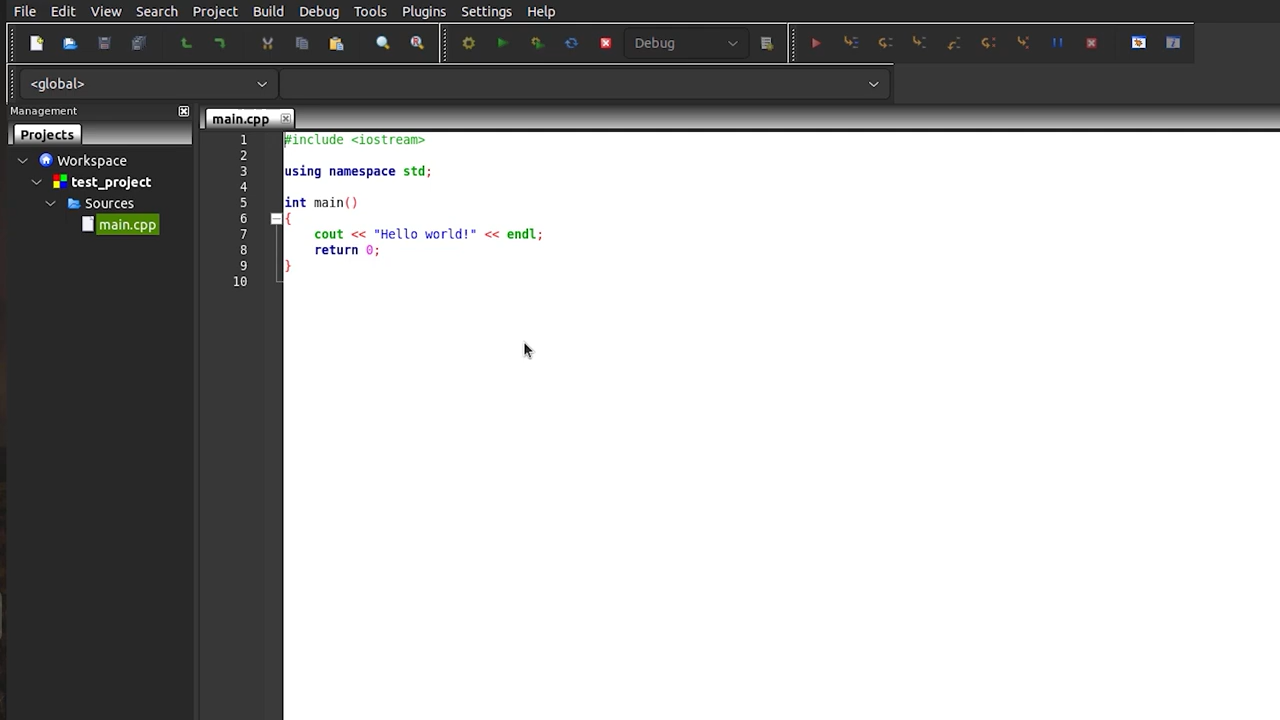 File Edit View Search Project Build Debug Tools Plugins Settings Help
Debug
<global>
Management
Projects
Workspace
test_project
Sources
main.cpp
main.cpp
1 #include <iostream>
2
3 using namespace std;
4
5 int main()
6 {
7 cout << "Hello world!" << endl;
8 return 0;
9 }
10